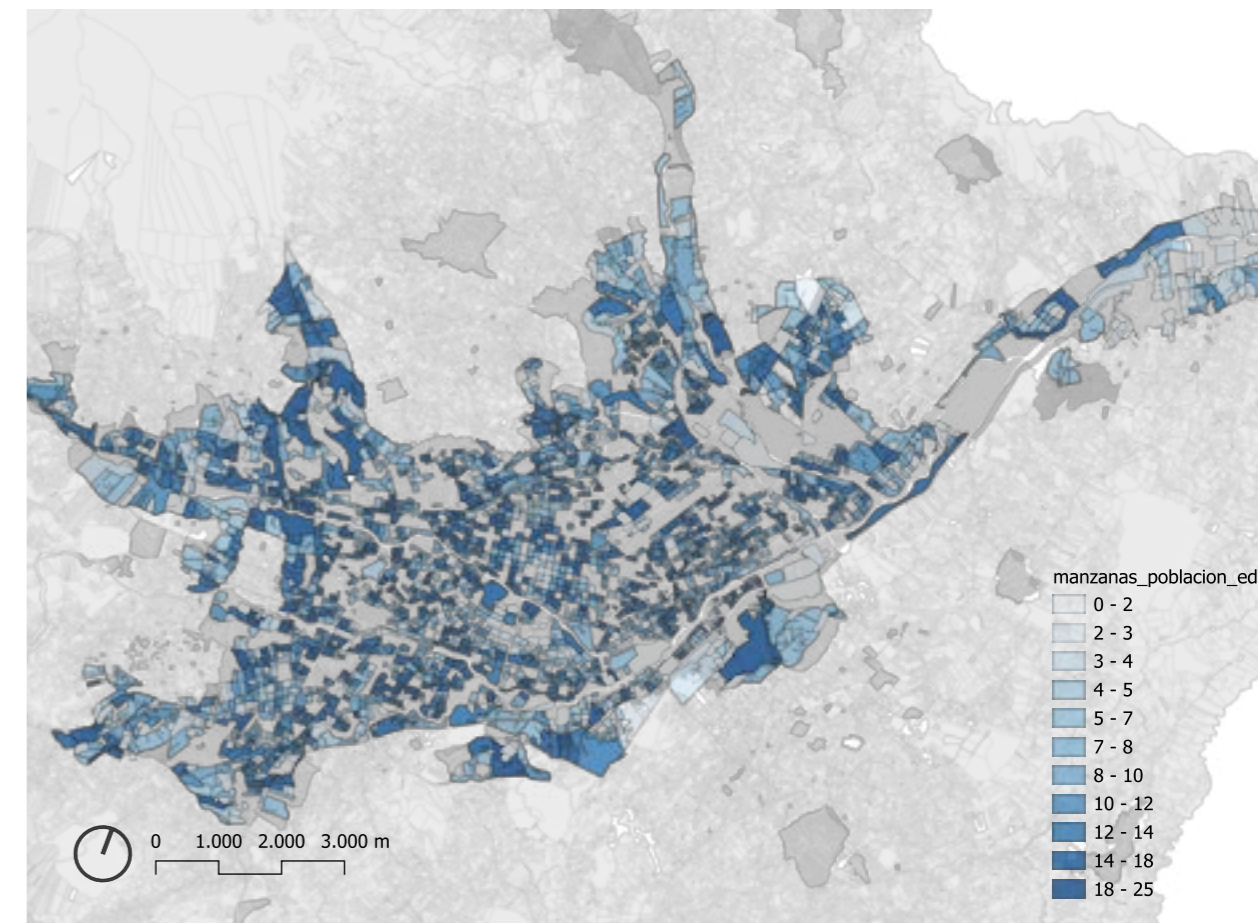 manzanas_poblacion_ed
0 - 2
2 - 3
3 - 4
4 - 5
5 - 7
7 - 8
8 - 10
10 - 12
12 - 14
14 - 18
18 - 25
0 1.000 2.000 3.000 m